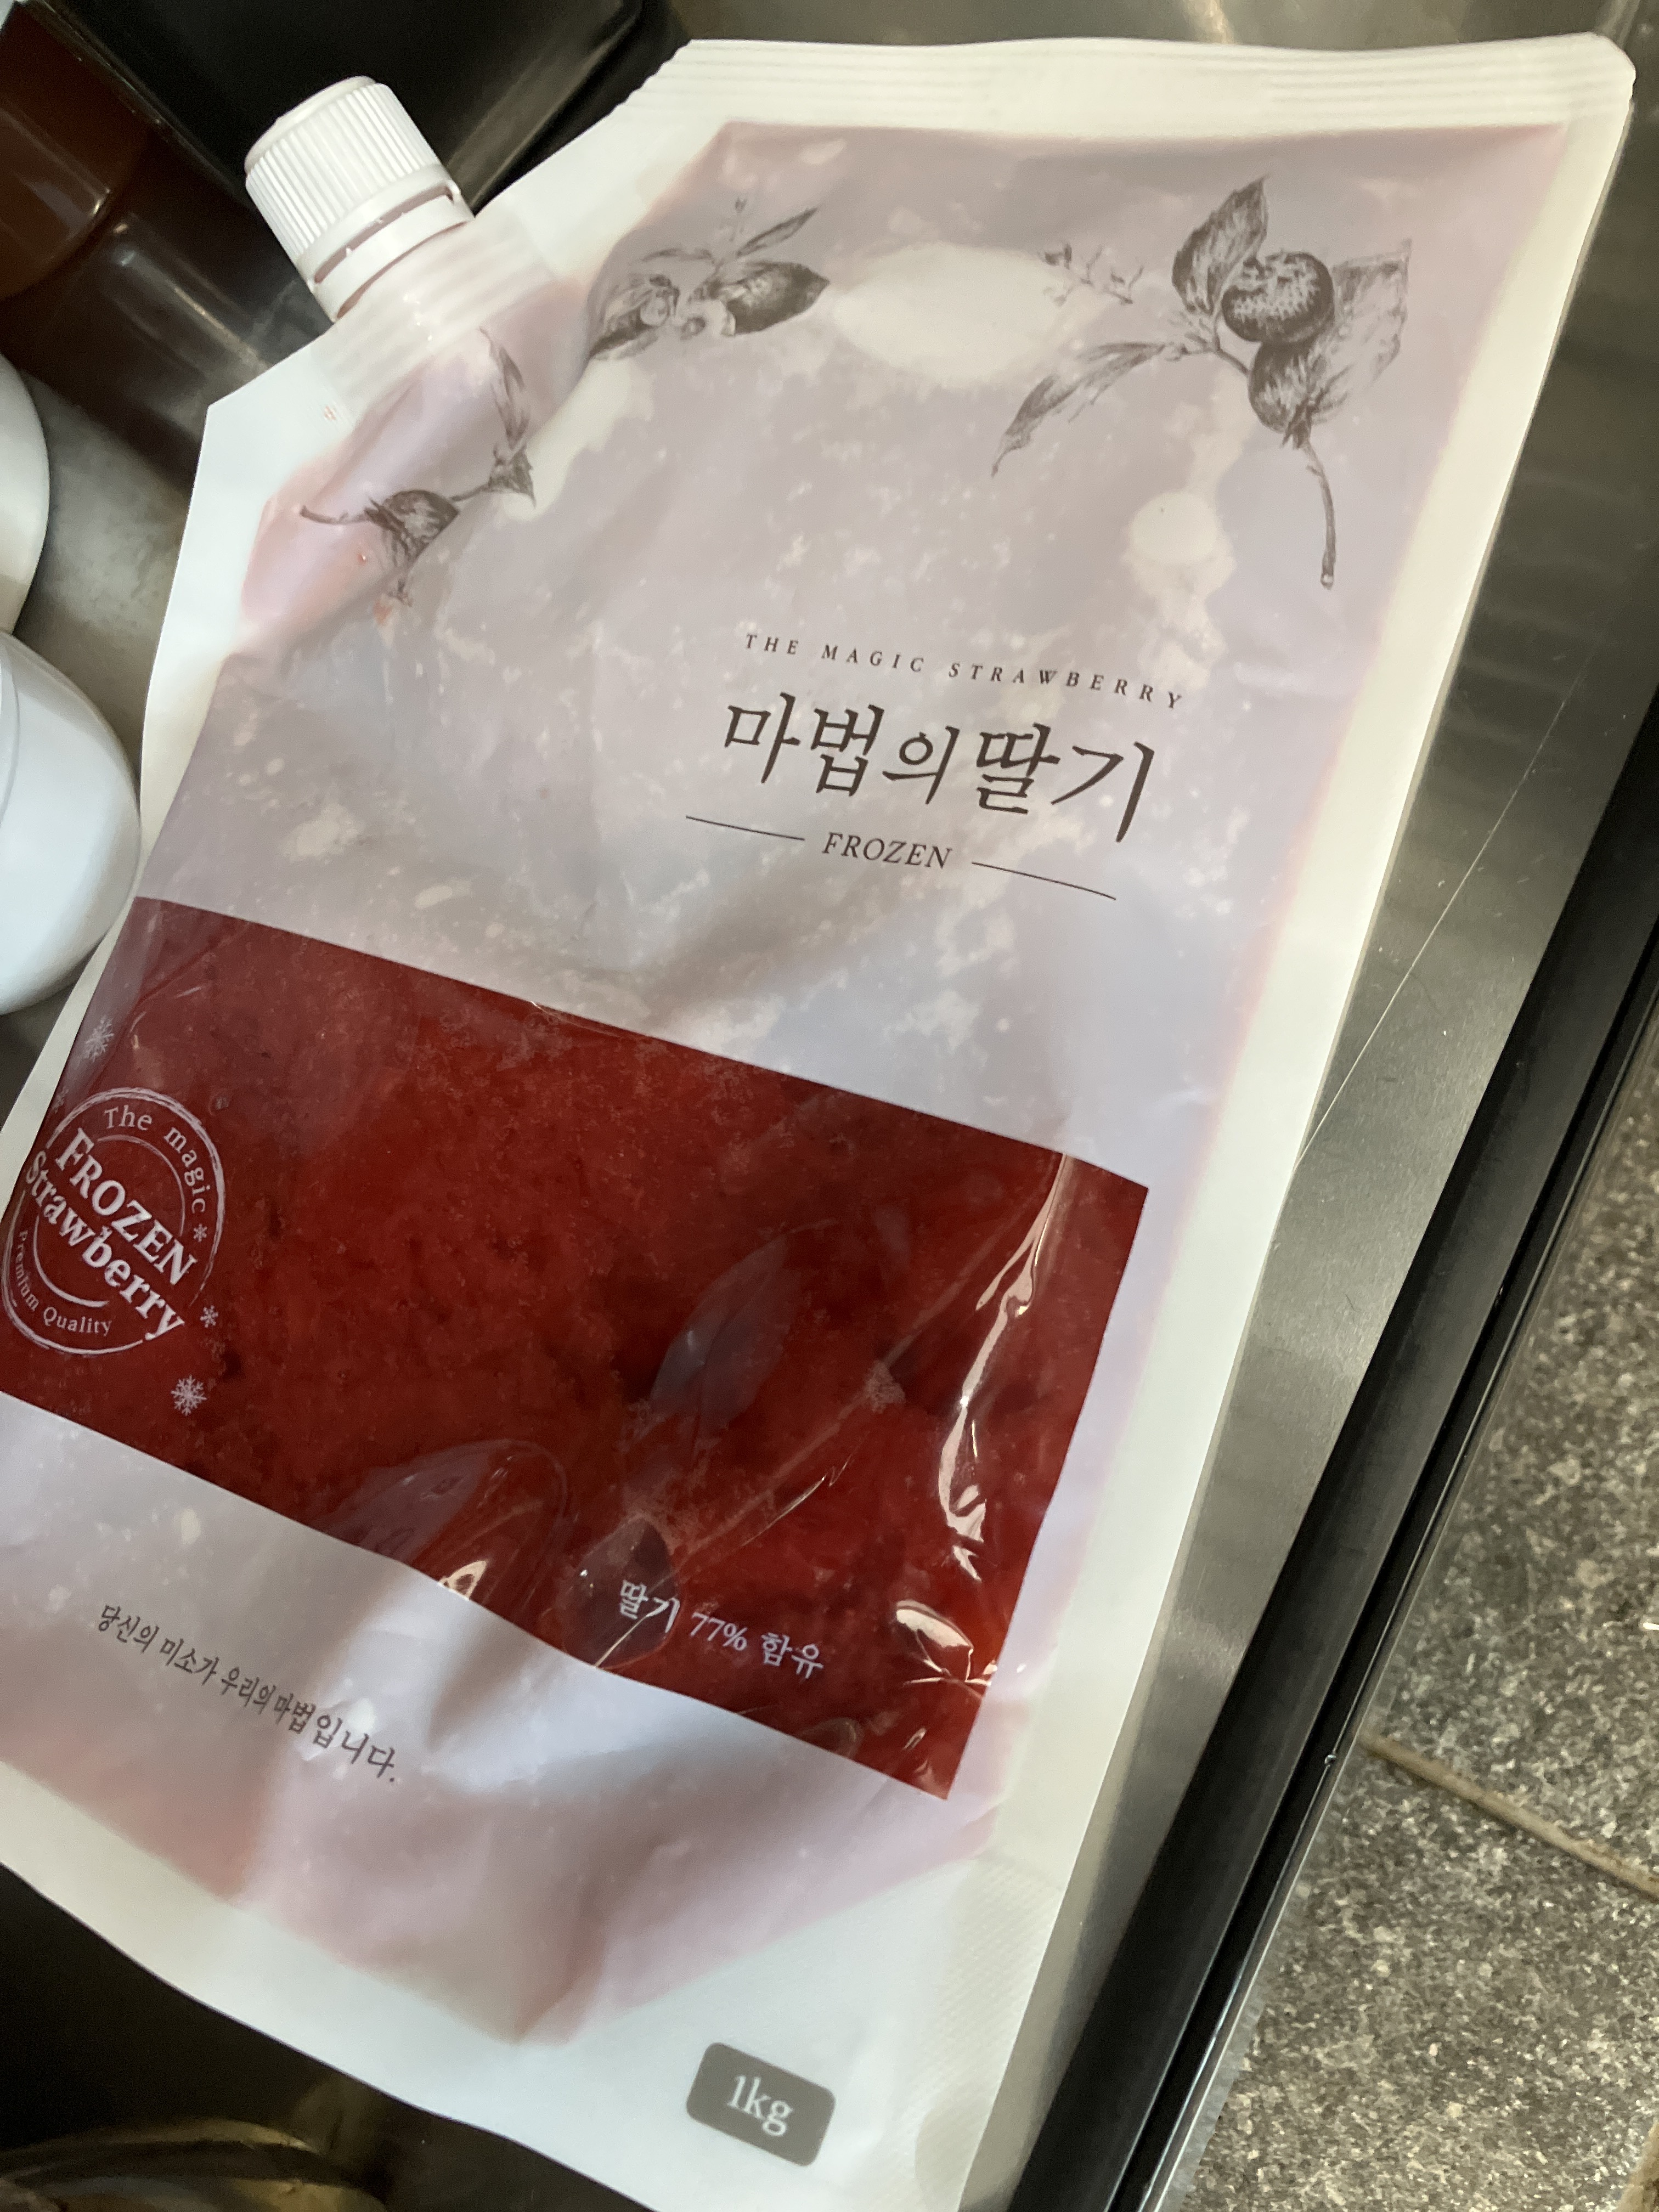 THE MAGIC STRAWBERRY
마법의딸기
FROZEN
The magic
FROZEN
Strawberry
Premium Quality
딸기 77% 함유
당신의 미소가 우리의 마법입니다.
1kg